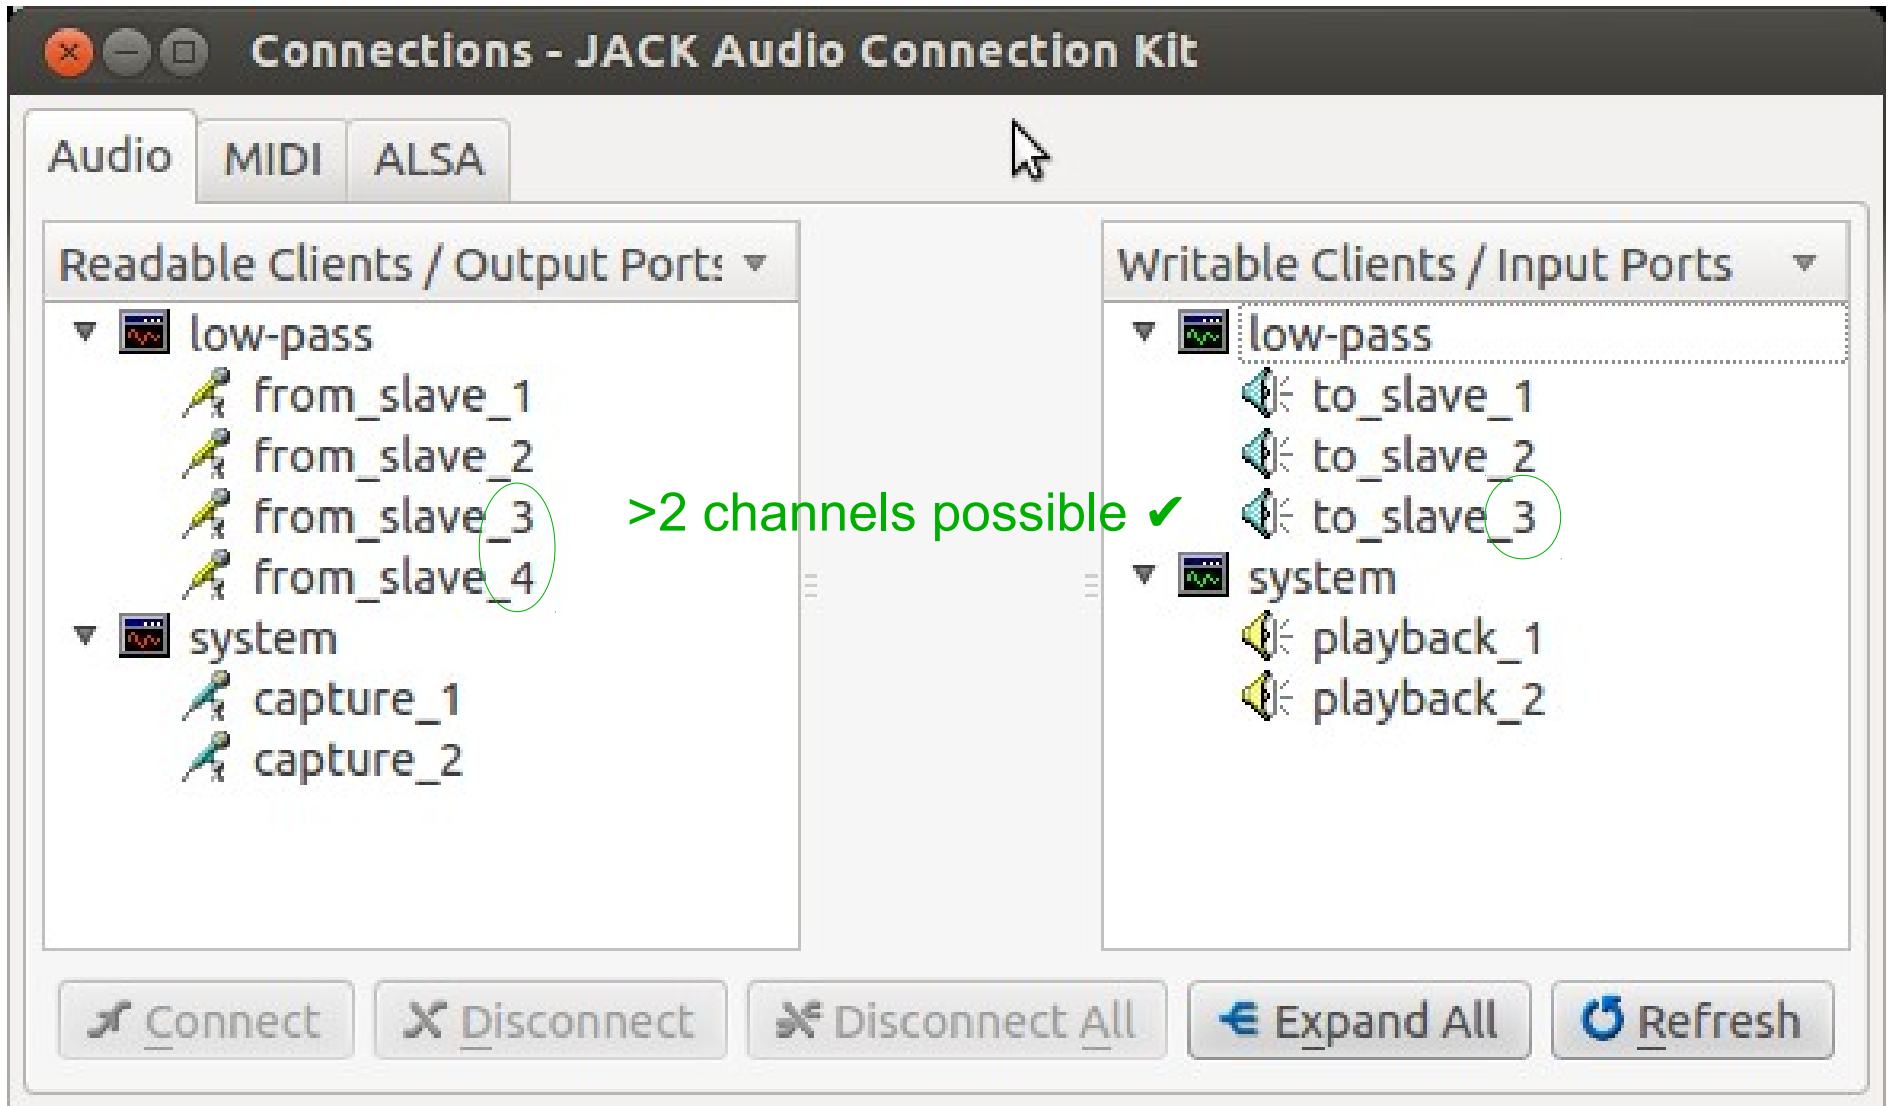 Connections - JACK Audio Connection Kit
Audio
MIDI
ALSA
Readable Clients / Output Ports
low-pass
from_slave_1
from_slave_2
from_slave_3
from_slave_4
system
capture_1
capture_2
>2 channels possible ✔
Writable Clients / Input Ports
low-pass
to_slave_1
to_slave_2
to_slave_3
system
playback_1
playback_2
Connect
Disconnect
Disconnect All
Expand All
Refresh